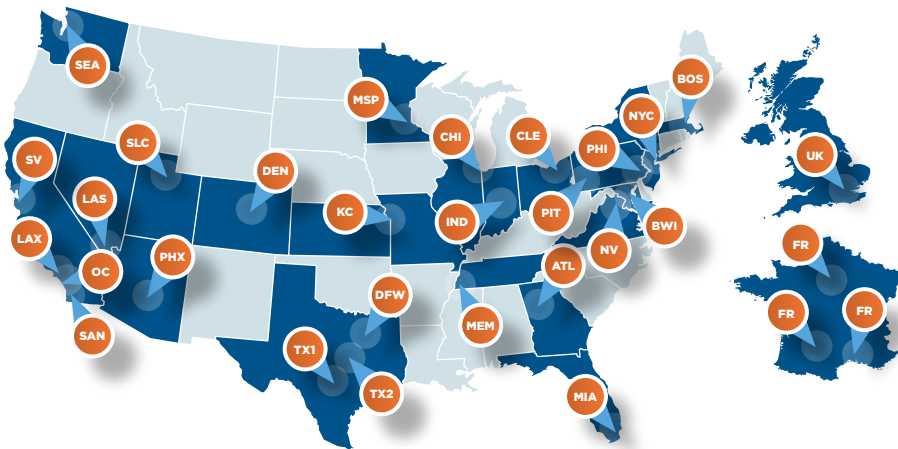 SEA
BOS
MSP
NYC
CHI
CLE
SLC
PHI
UK
SV
DEN
LAS
KC
IND
PIT
BWI
LAX
NV
FR
OC
PHX
ATL
DFW
FR
FR
MEM
SAN
TX1
TX2
MIA